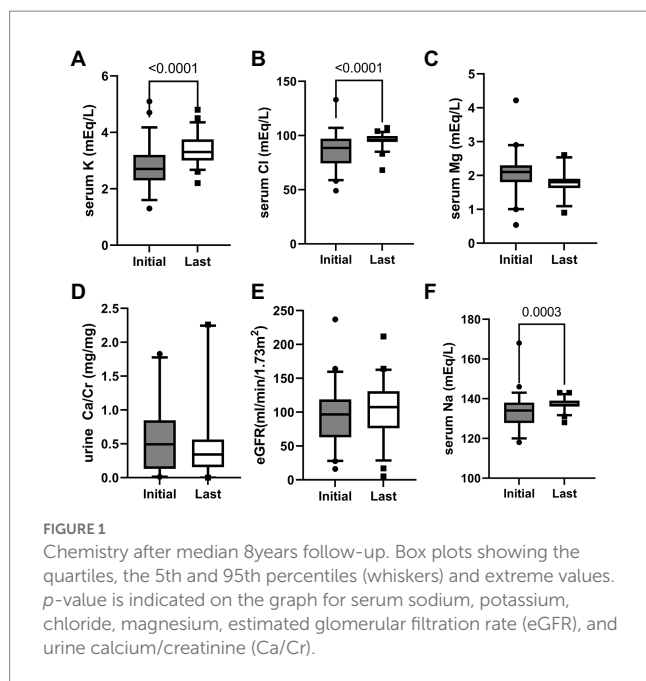 A
<0.0001
serum K (mEq/L)
6
4
2
0
Initial
Last
B
<0.0001
serum Cl (mEq/L)
150
100
50
0
Initial
Last
C
serum Mg (mEq/L)
5
4
3
2
1
0
Initial
Last
D
urine Ca/Cr (mg/mg)
2.5
2.0
1.5
1.0
0.5
0.0
Initial
Last
E
eGFR(ml/min/1.73m²)
250
200
150
100
50
0
Initial
Last
F
0.0003
serum Na (mEq/L)
180
160
140
120
100
Initial
Last
FIGURE 1
Chemistry after median 8years follow-up. Box plots showing the
quartiles, the 5th and 95th percentiles (whiskers) and extreme values.
p-value is indicated on the graph for serum sodium, potassium,
chloride, magnesium, estimated glomerular filtration rate (eGFR), and
urine calcium/creatinine (Ca/Cr).